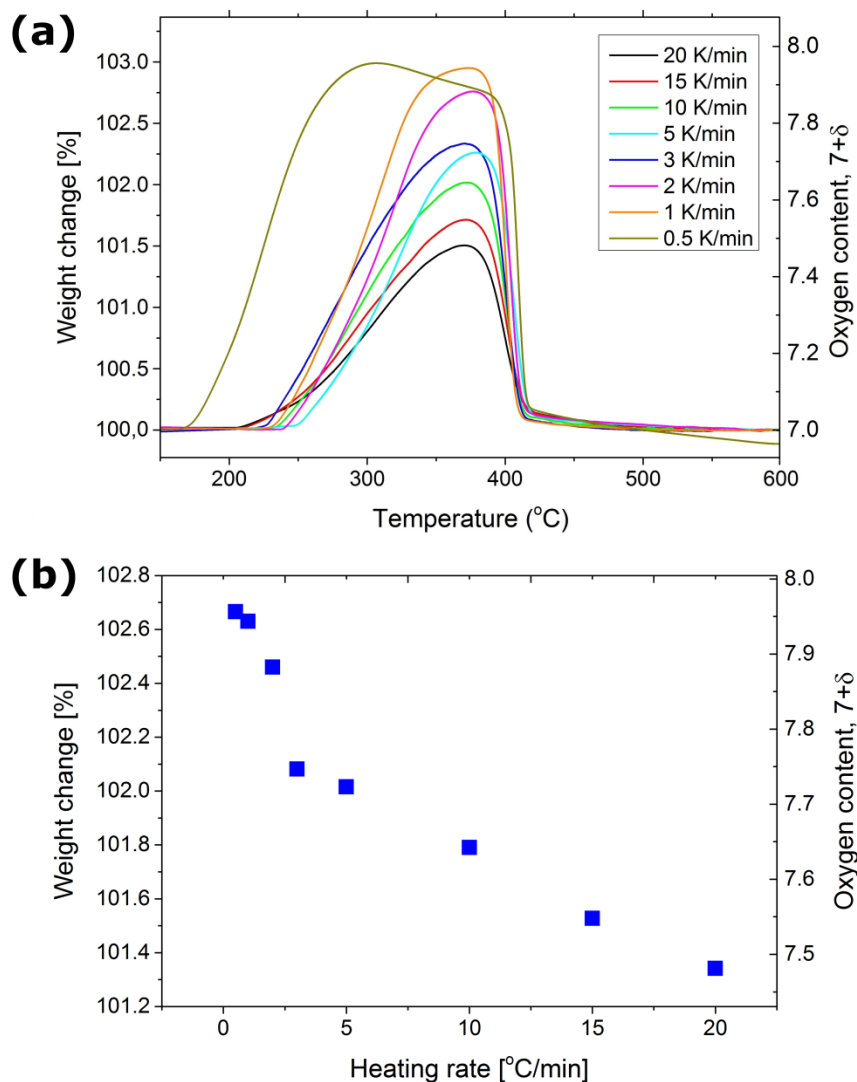 (a)
103.0
102.5
102.0
101.5
101.0
100.5
100,0
Weight change [%]
20 K/min
15 K/min
10 K/min
5 K/min
3 K/min
2 K/min
1 K/min
0.5 K/min
8.0
7.8
7.6
7.4
7.2
7.0
Oxygen content, 7+δ
200 300 400 500 600
Temperature (°C)
(b)
102.8
102.6
102.4
102.2
102.0
101.8
101.6
101.4
101.2
Weight change [%]
8.0
7.9
7.8
7.7
7.6
7.5
Oxygen content, 7+δ
0 5 10 15 20
Heating rate [°C/min]